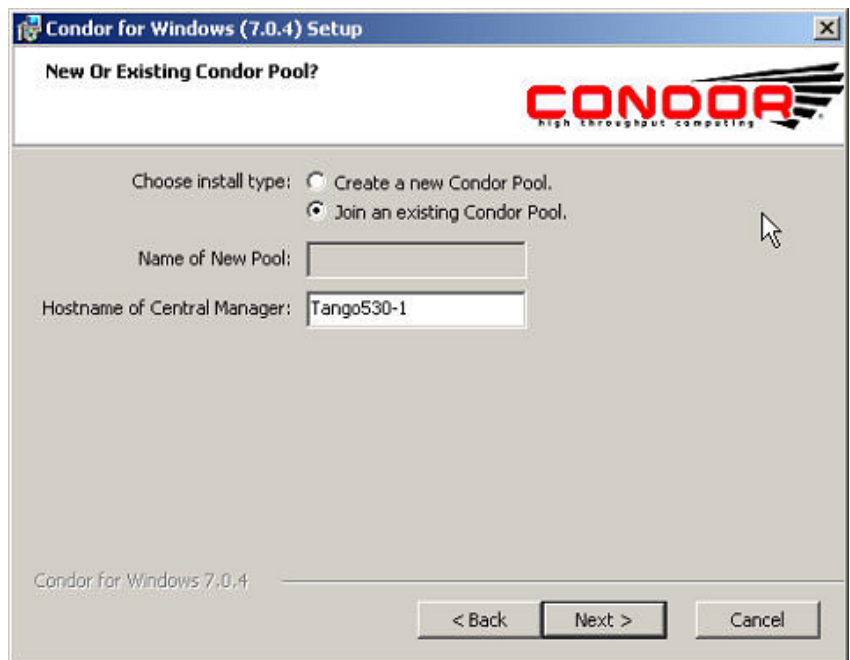 Condor for Windows (7.0.4) Setup
New Or Existing Condor Pool?
CONDOR
high throughput computing
Choose install type: Create a new Condor Pool.
Join an existing Condor Pool.
Name of New Pool:
Hostname of Central Manager: Tango530-1
Condor for Windows 7.0.4
< Back Next > Cancel